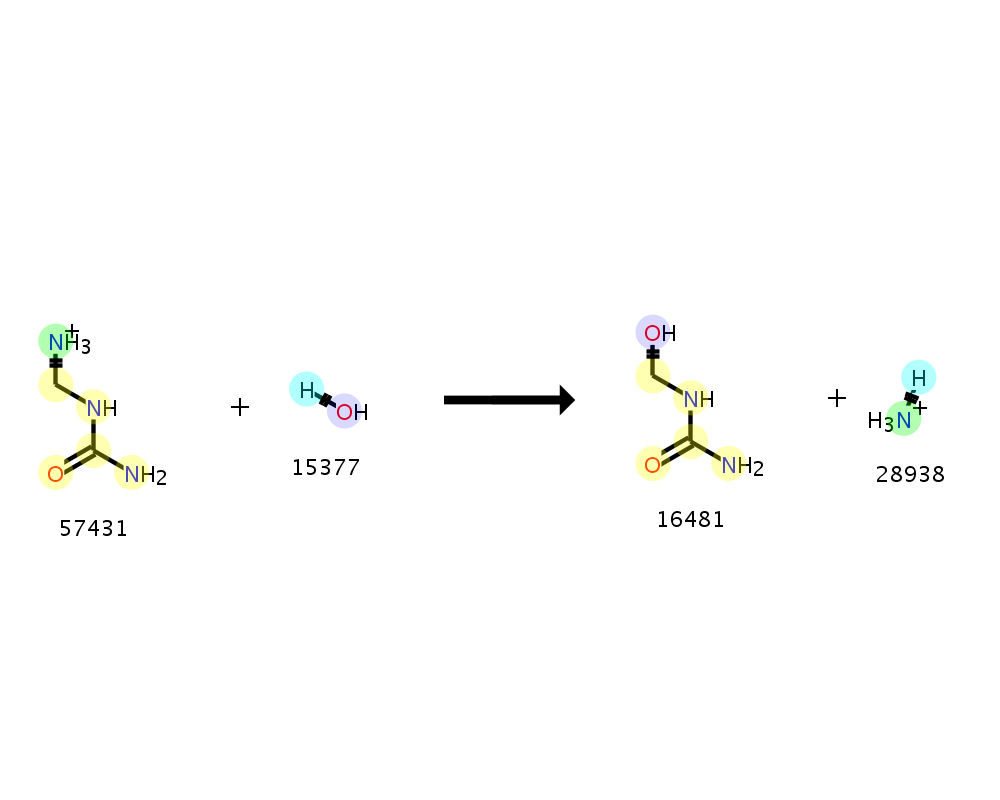 NH3+
NH
O
NH2
57431
+
H
OH
15377
OH
NH
O
NH2
16481
+
H
H3N+
28938